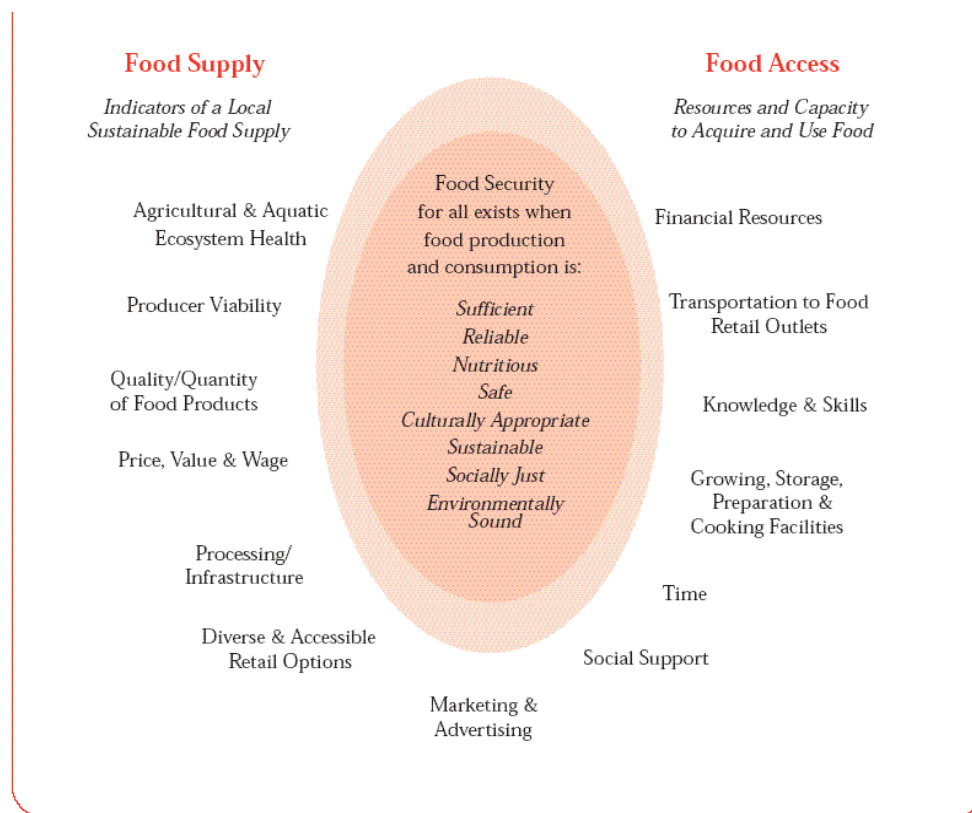 Food Supply
Indicators of a Local
Sustainable Food Supply
Agricultural & Aquatic
Ecosystem Health
Producer Viability
Quality/Quantity
of Food Products
Price, Value & Wage
Processing/
Infrastructure
Diverse & Accessible
Retail Options
Marketing &
Advertising
Food Security
for all exists when
food production
and consumption is:
Sufficient
Reliable
Nutritious
Safe
Culturally Appropriate
Sustainable
Socially Just
Environmentally
Sound
Food Access
Resources and Capacity
to Acquire and Use Food
Financial Resources
Transportation to Food
Retail Outlets
Knowledge & Skills
Growing, Storage,
Preparation &
Cooking Facilities
Time
Social Support